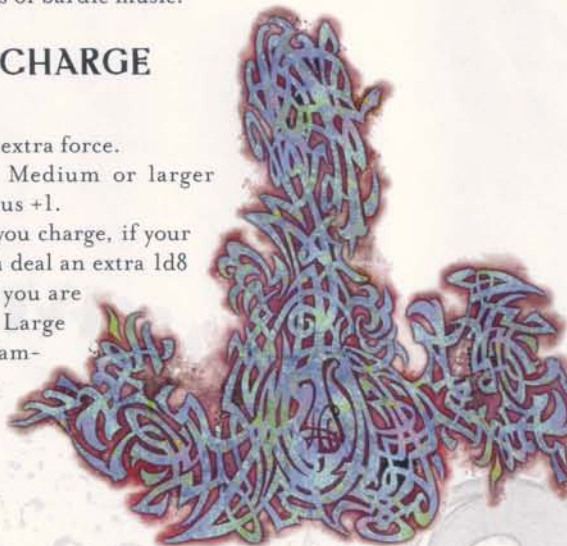 s or bardic music.
CHARGE
extra force.
Medium or larger
us +1.
you charge, if your
deal an extra 1d8
you are
Large
am-